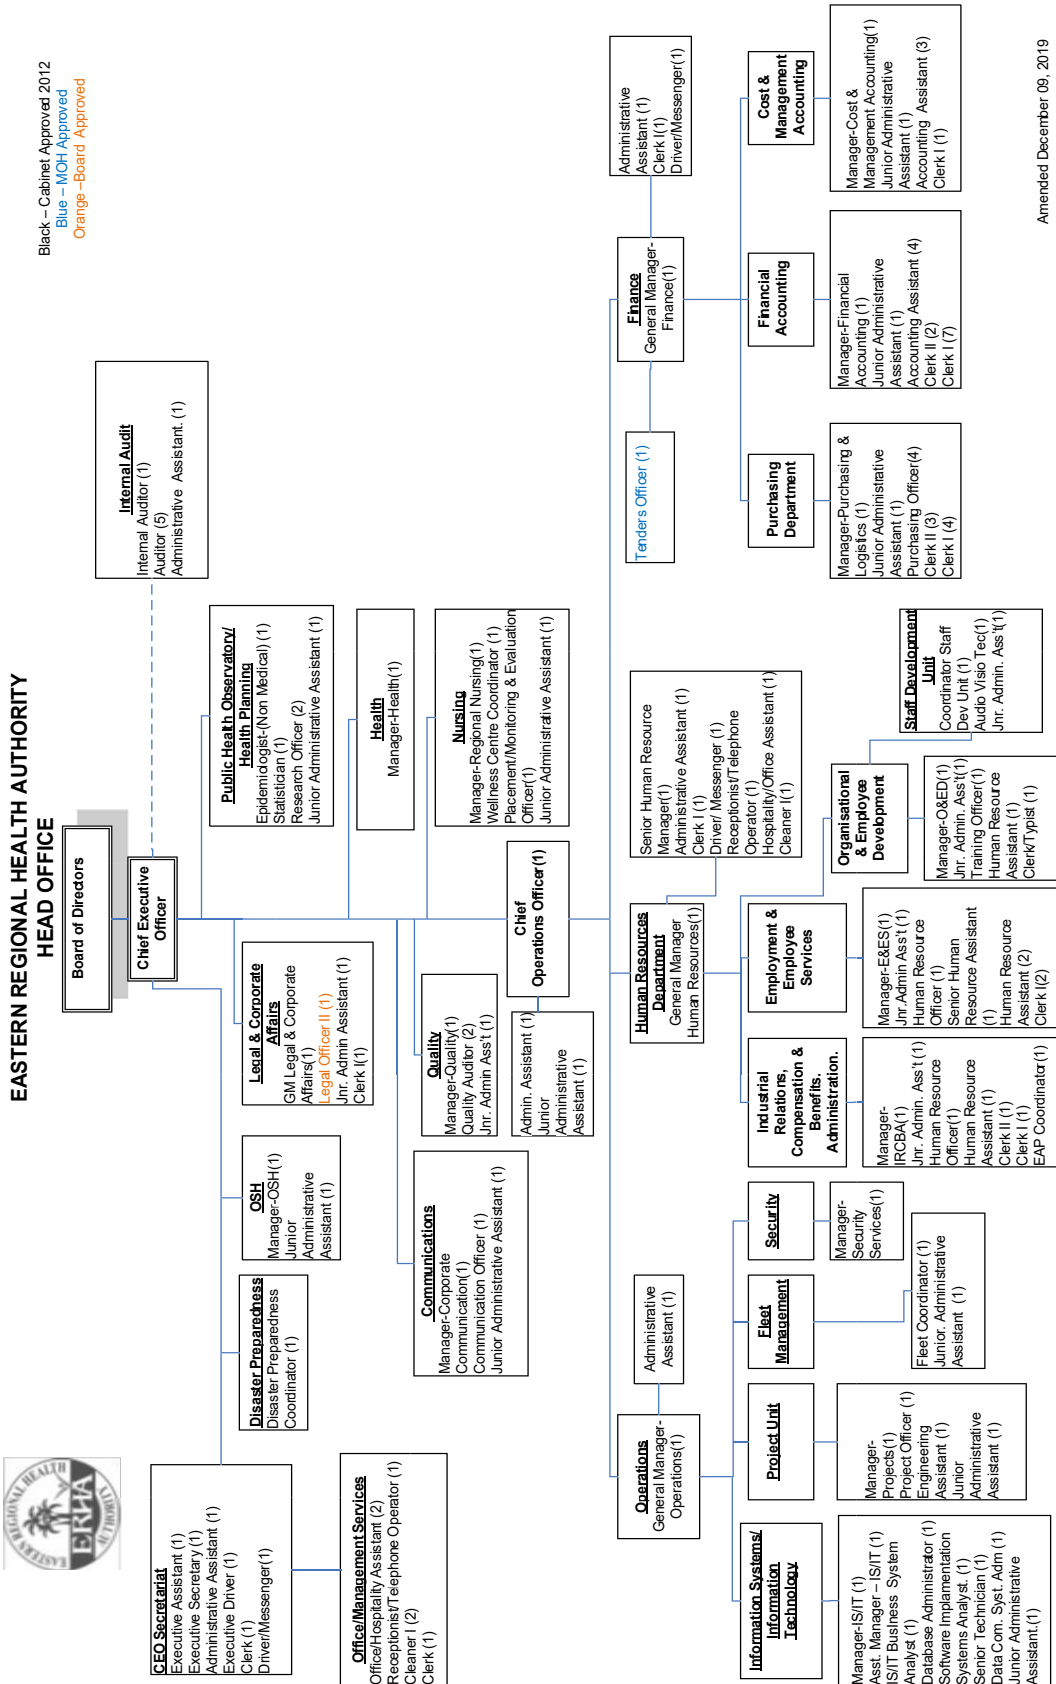 EASTERN REGIONAL HEALTH AUTHORITY
HEAD OFFICE
Black – Cabinet Approved 2012
Blue – MOH Approved
Orange –Board Approved
EASTERN REGIONAL HEALTH
AUTHORITY
ERHA
Board of Directors
Chief Executive
Officer
Internal Audit
Internal Auditor (1)
Auditor (5)
Administrative Assistant. (1)
CEO Secretariat
Executive Assistant (1)
Executive Secretary (1)
Administrative Assistant (1)
Executive Driver (1)
Clerk (1)
Driver/Messenger(1)
Office/Management Services
Office/Hospitality Assistant (2)
Receptionist/Telephone Operator (1)
Cleaner I (2)
Clerk (1)
Disaster Preparedness
Disaster Preparedness
Coordinator (1)
OSH
Manager-OSH(1)
Junior
Administrative
Assistant (1)
Legal & Corporate
Affairs
GM Legal & Corporate
Affairs(1)
Legal Officer II (1)
Jnr. Admin Assistant (1)
Clerk I(1)
Public Health Observatory/
Health Planning
Epidemiologist-(Non Medical) (1)
Statistician (1)
Research Officer (2)
Junior Administrative Assistant (1)
Health
Manager-Health(1)
Communications
Manager-Corporate
Communication(1)
Communication Officer (1)
Junior Administrative Assistant (1)
Quality
Manager-Quality(1)
Quality Auditor (2)
Jnr. Admin Ass't (1)
Nursing
Manager-Regional Nursing(1)
Wellness Centre Coordinator (1)
Placement/Monitoring & Evaluation
Officer(1)
Junior Administrative Assistant (1)
Chief
Operations Officer(1)
Admin. Assistant (1)
Junior
Administrative
Assistant (1)
Operations
General Manager-
Operations(1)
Administrative
Assistant (1)
Human Resources
Department
General Manager
Human Resources(1)
Senior Human Resource
Manager(1)
Administrative Assistant (1)
Clerk I (1)
Driver/ Messenger (1)
Receptionist/Telephone
Operator (1)
Hospitality/Office Assistant (1)
Cleaner I(1)
Tenders Officer (1)
Finance
General Manager-
Finance(1)
Administrative
Assistant (1)
Clerk I(1)
Driver/Messenger(1)
Information Systems/
Information
Technology
Manager-IS/IT (1)
Asst. Manager – IS/IT (1)
IS/IT Business System
Analyst (1)
Database Administrator (1)
Software Implementation
Systems Analyst. (1)
Senior Technician (1)
Data Com. Syst. Adm (1)
Junior Administrative
Assistant.(1)
Project Unit
Manager-
Projects(1)
Project Officer (1)
Engineering
Assistant (1)
Junior
Administrative
Assistant (1)
Fleet
Management
Fleet Coordinator (1)
Junior. Administrative
Assistant (1)
Security
Manager-
Security
Services(1)
Industrial
Relations,
Compensation &
Benefits.
Administration.
Manager-
IRCBA(1)
Jnr. Admin. Ass't (1)
Human Resource
Officer(1)
Human Resource
Assistant (1)
Clerk II (1)
Clerk I (1)
EAP Coordinator(1)
Employment &
Employee
Services
Manager-E&ES(1)
Jnr.Admin Ass't (1)
Human Resource
Officer (1)
Senior Human
Resource Assistant
(1)
Human Resource
Assistant (2)
Clerk I(2)
Organisational
& Employee
Development
Manager-O&ED(1)
Jnr. Admin. Ass't(1)
Training Officer(1)
Human Resource
Assistant (1)
Clerk/Typist (1)
Staff Development
Unit
Coordinator Staff
Dev Unit (1)
Audio Visio Tec(1)
Jnr. Admin. Ass't(1)
Purchasing
Department
Manager-Purchasing &
Logistics (1)
Junior Administrative
Assistant (1)
Purchasing Officer(4)
Clerk II (3)
Clerk I (4)
Financial
Accounting
Manager-Financial
Accounting (1)
Junior Administrative
Assistant (1)
Accounting Assistant (4)
Clerk II (2)
Clerk I (7)
Cost &
Management
Accounting
Manager-Cost &
Management Accounting(1)
Junior Administrative
Assistant (1)
Accounting Assistant (3)
Clerk I (1)
Amended December 09, 2019